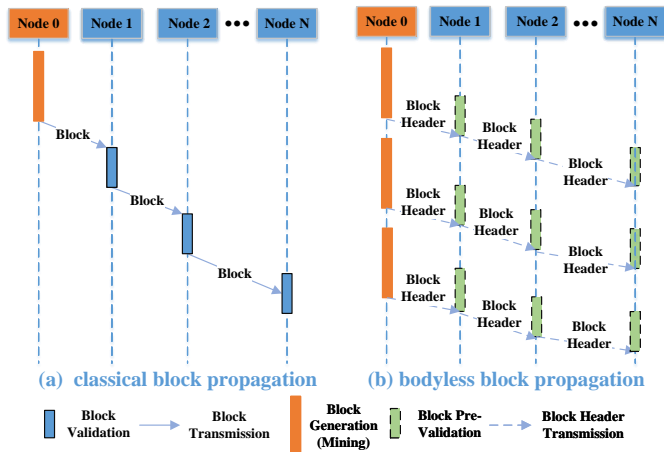 Node 0 Node 1 Node 2 ••• Node N
Node 0 Node 1 Node 2 ••• Node N
Block
Block
Block
Block
Header
Block
Header
Block
Header
Block
Header
Block
Header
Block
Header
Block
Header
Block
Header
Block
Header
(a) classical block propagation
(b) bodyless block propagation
Block
Validation
Block
Transmission
Block
Generation
(Mining)
Block Pre-
Validation
Block Header
Transmission